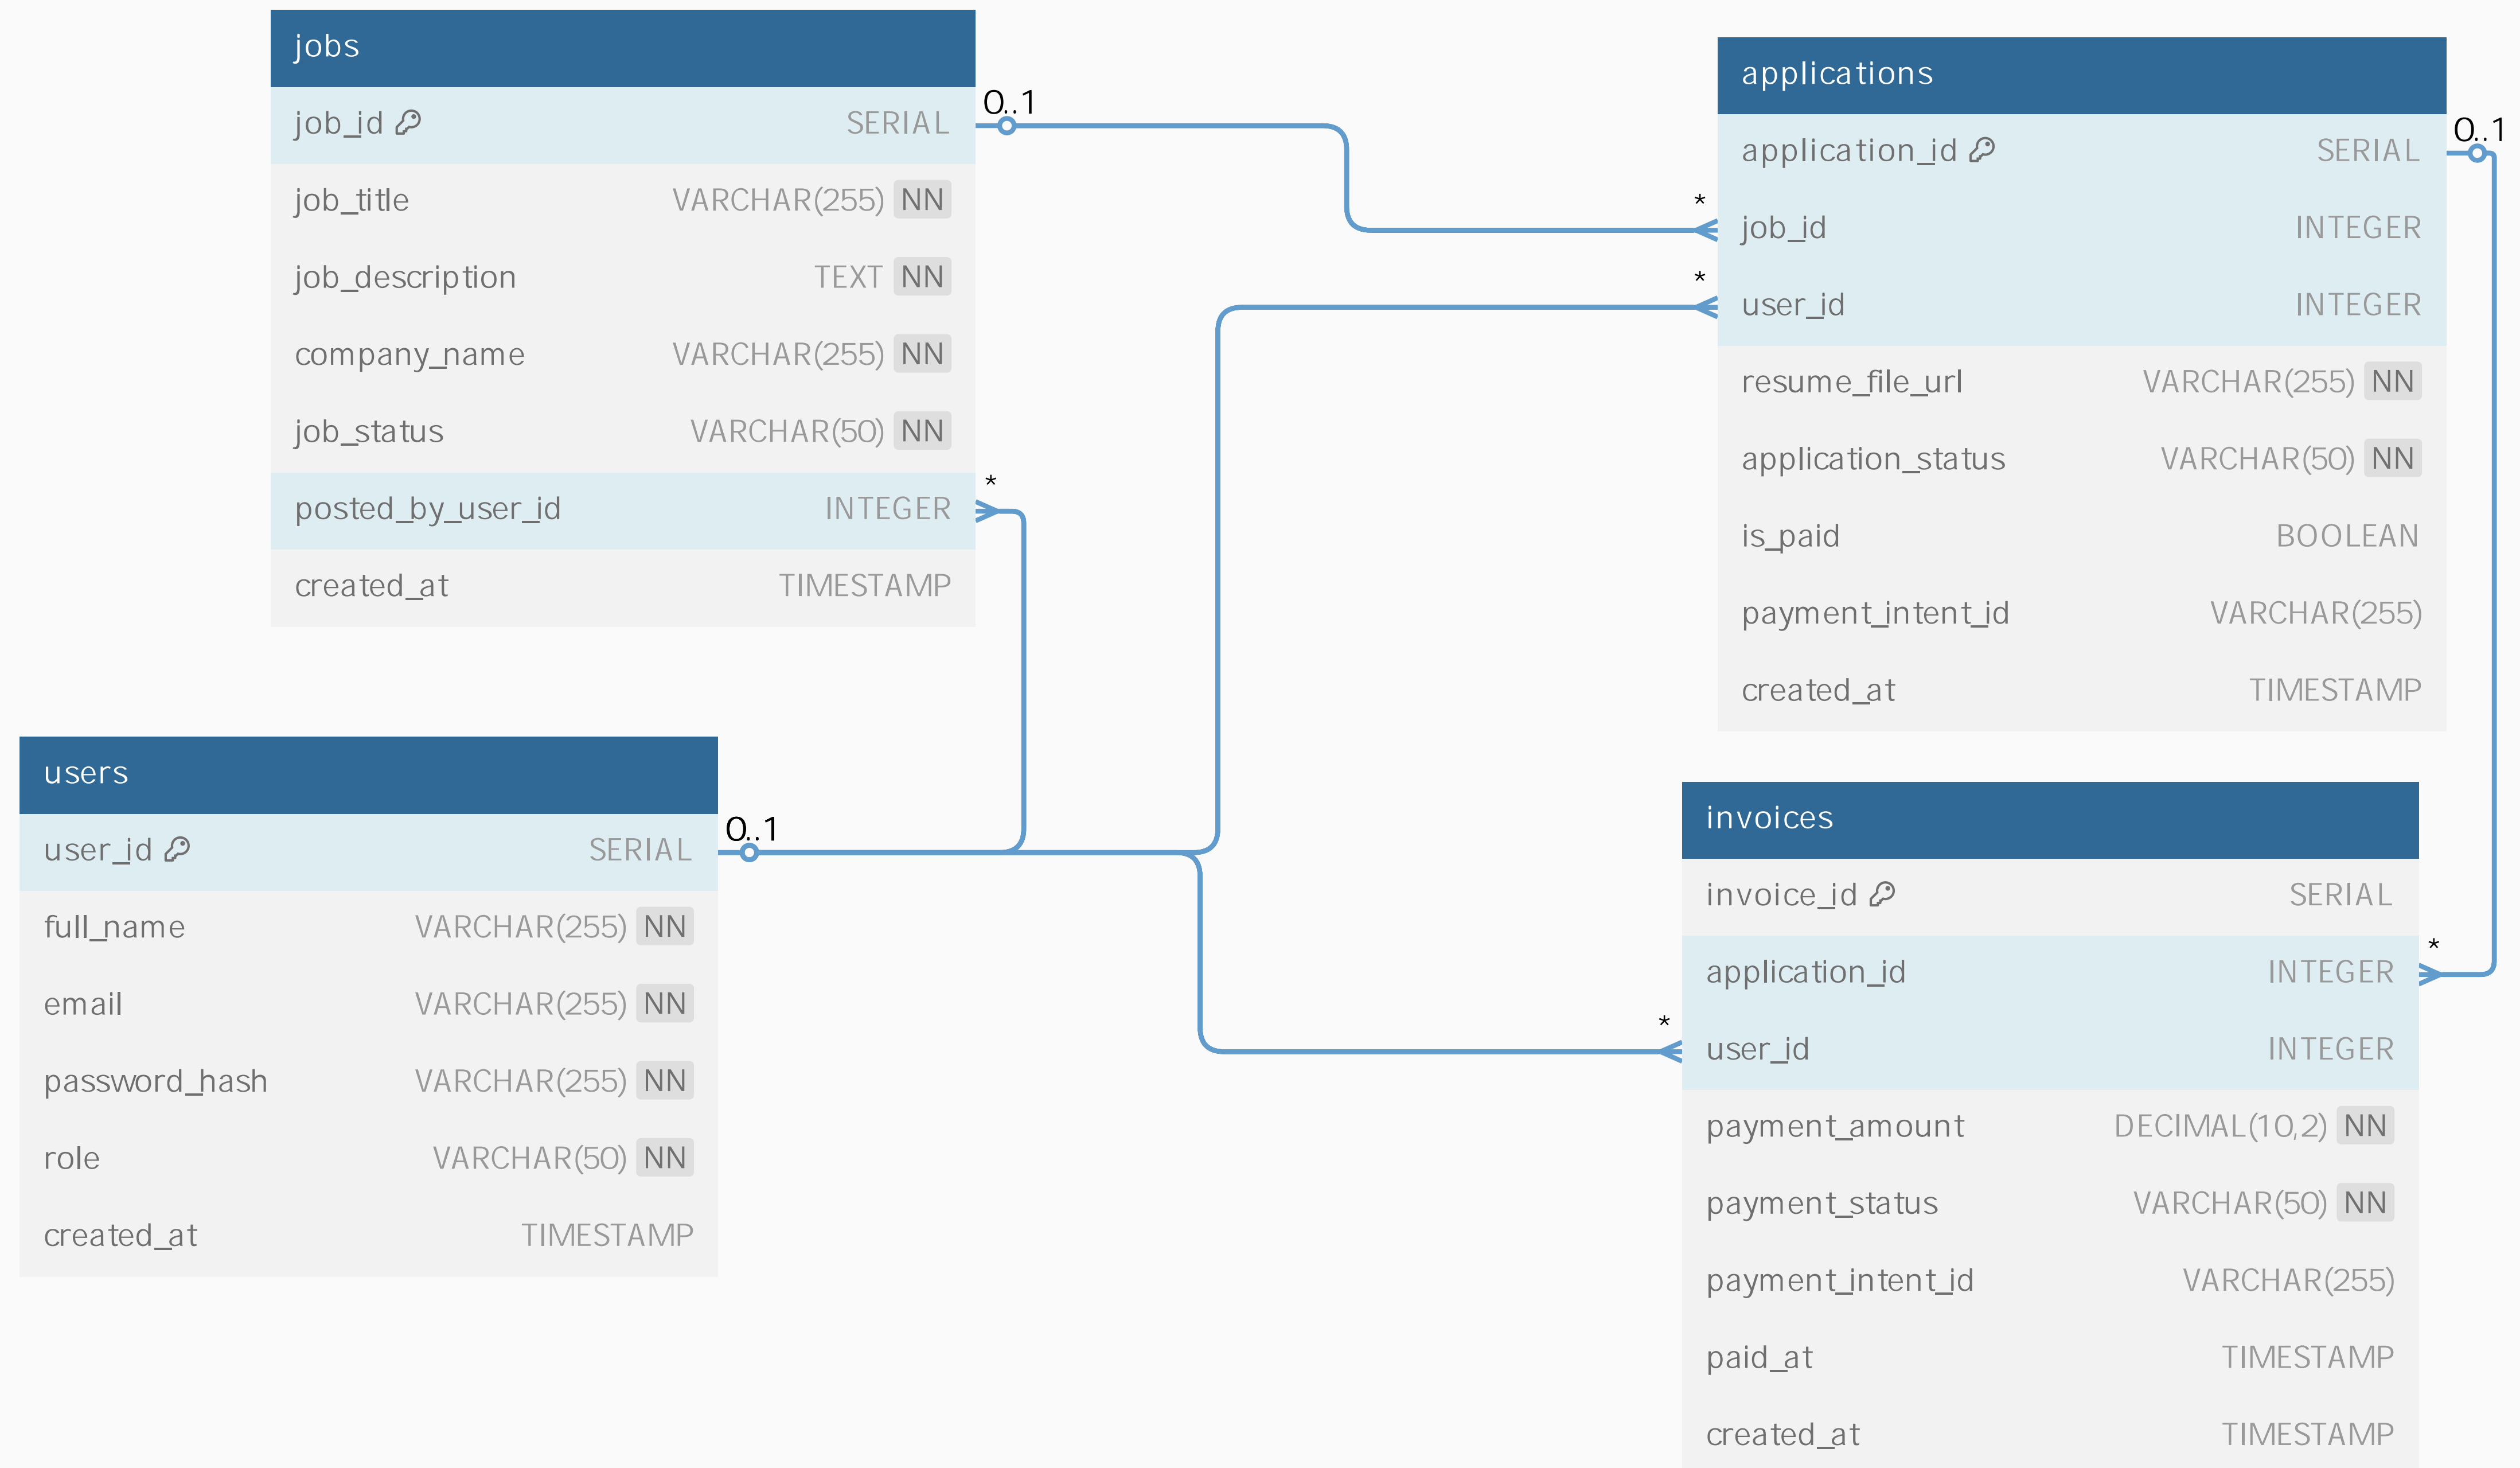 jobs
job_id SERIAL
job_title VARCHAR(255) NN
job_description TEXT NN
company_name VARCHAR(255) NN
job_status VARCHAR(50) NN
posted_by_user_id INTEGER
created_at TIMESTAMP
0..1
*
applications
application_id SERIAL
job_id INTEGER
user_id INTEGER
resume_file_url VARCHAR(255) NN
application_status VARCHAR(50) NN
is_paid BOOLEAN
payment_intent_id VARCHAR(255)
created_at TIMESTAMP
0..1
*
*
users
user_id SERIAL
full_name VARCHAR(255) NN
email VARCHAR(255) NN
password_hash VARCHAR(255) NN
role VARCHAR(50) NN
created_at TIMESTAMP
0..1
invoices
invoice_id SERIAL
application_id INTEGER
user_id INTEGER
payment_amount DECIMAL(10,2) NN
payment_status VARCHAR(50) NN
payment_intent_id VARCHAR(255)
paid_at TIMESTAMP
created_at TIMESTAMP
*
*